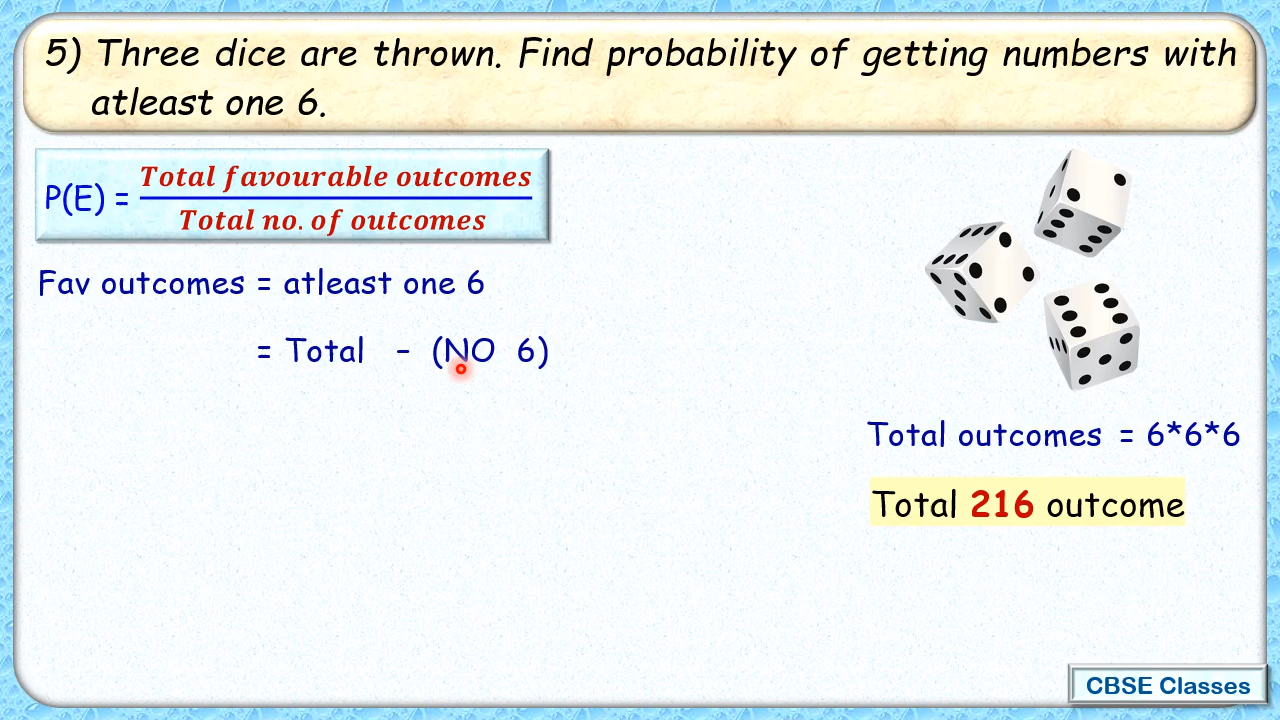 5) Three dice are thrown. Find probability of getting numbers with
atleast one 6.
P(E) = Total favourable outcomes
Total no. of outcomes
Fav outcomes = atleast one 6
= Total - (NO 6)
Total outcomes = 6*6*6
Total 216 outcome
CBSE Classes